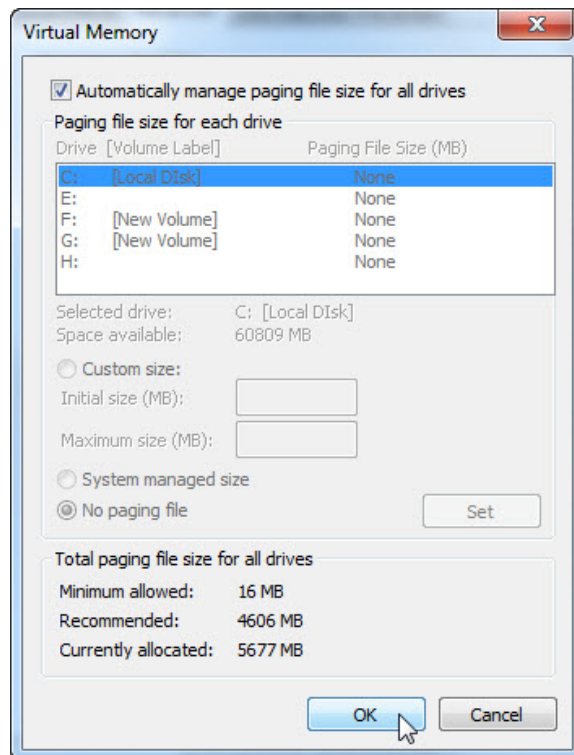 Virtual Memory
Automatically manage paging file size for all drives
Paging file size for each drive
Drive [Volume Label] Paging File Size (MB)
C: [Local DIsk] None
E: None
F: [New Volume] None
G: [New Volume] None
H: None
Selected drive: C: [Local DIsk]
Space available: 60809 MB
Custom size:
Initial size (MB):
Maximum size (MB):
System managed size
No paging file Set
Total paging file size for all drives
Minimum allowed: 16 MB
Recommended: 4606 MB
Currently allocated: 5677 MB
OK Cancel